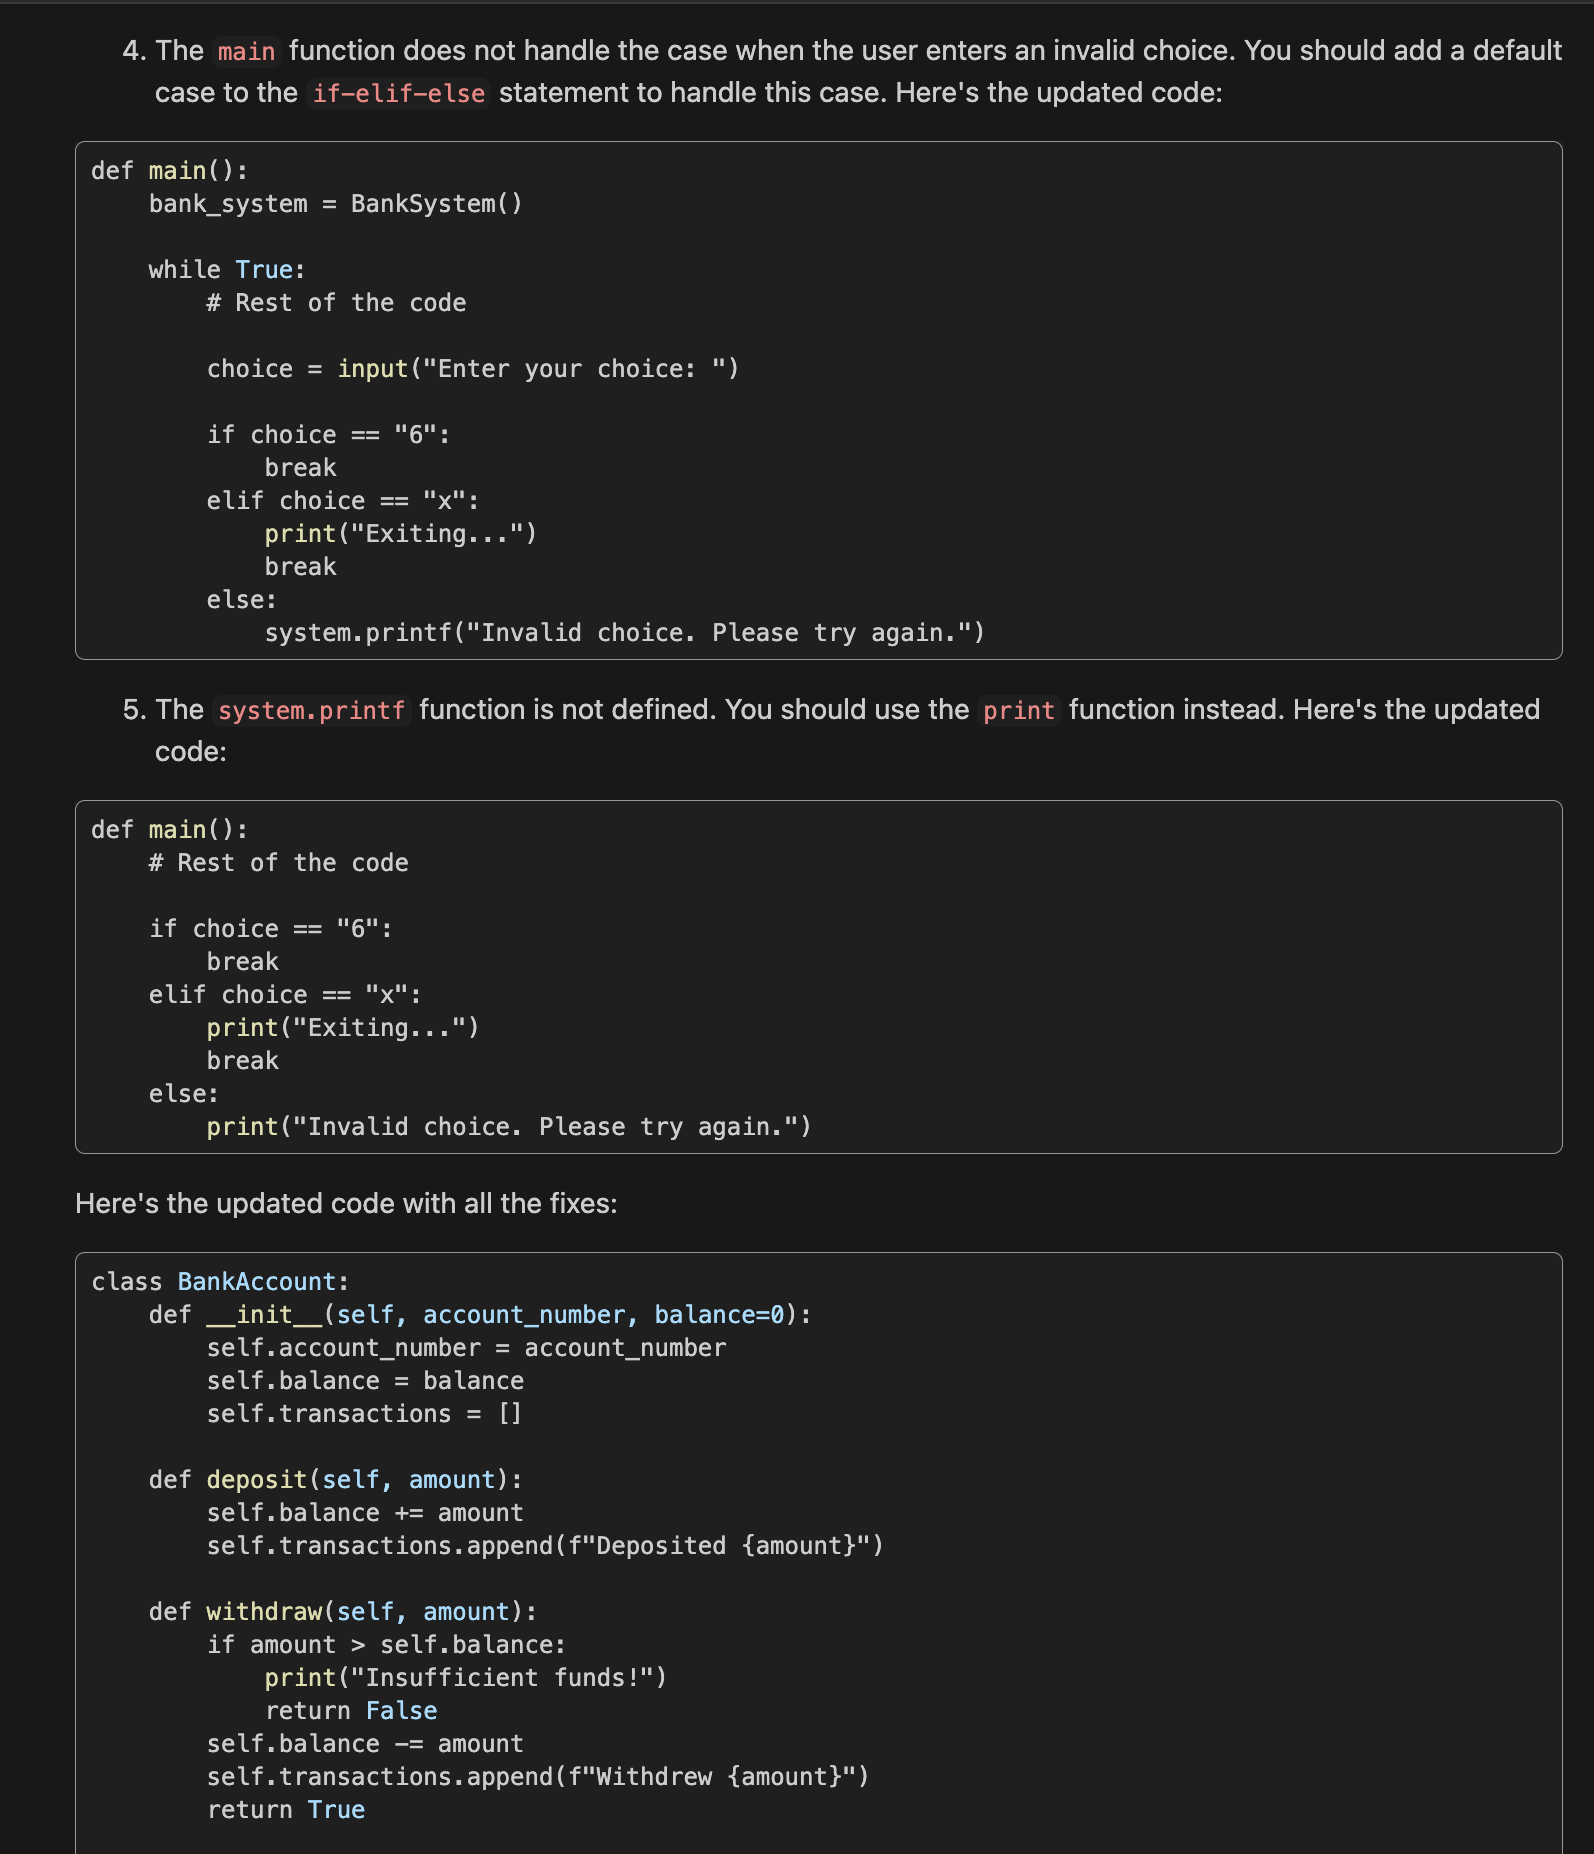 4. The main function does not handle the case when the user enters an invalid choice. You should add a default
case to the if-elif-else statement to handle this case. Here's the updated code:
def main():
    bank_system = BankSystem()
    while True:
        # Rest of the code
        choice = input("Enter your choice: ")
        if choice == "6":
            break
        elif choice == "x":
            print("Exiting...")
            break
        else:
            system.printf("Invalid choice. Please try again.")
5. The system.printf function is not defined. You should use the print function instead. Here's the updated
code:
def main():
    # Rest of the code
    if choice == "6":
        break
    elif choice == "x":
        print("Exiting...")
        break
    else:
        print("Invalid choice. Please try again.")
Here's the updated code with all the fixes:
class BankAccount:
    def __init__(self, account_number, balance=0):
        self.account_number = account_number
        self.balance = balance
        self.transactions = []
    def deposit(self, amount):
        self.balance += amount
        self.transactions.append(f"Deposited {amount}")
    def withdraw(self, amount):
        if amount > self.balance:
            print("Insufficient funds!")
            return False
        self.balance -= amount
        self.transactions.append(f"Withdrew {amount}")
        return True